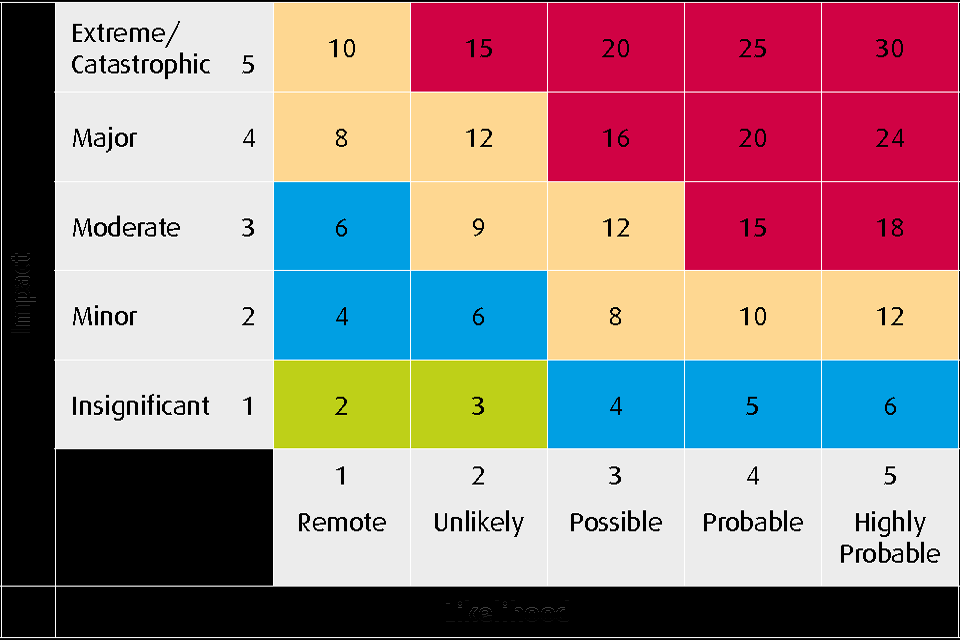 Extreme/
Catastrophic 5 10 15 20 25 30
Major 4 8 12 16 20 24
Moderate 3 6 9 12 15 18
Minor 2 4 6 8 10 12
Insignificant 1 2 3 4 5 6
1 2 3 4 5
Remote Unlikely Possible Probable Highly
Probable
Impact
Likelihood